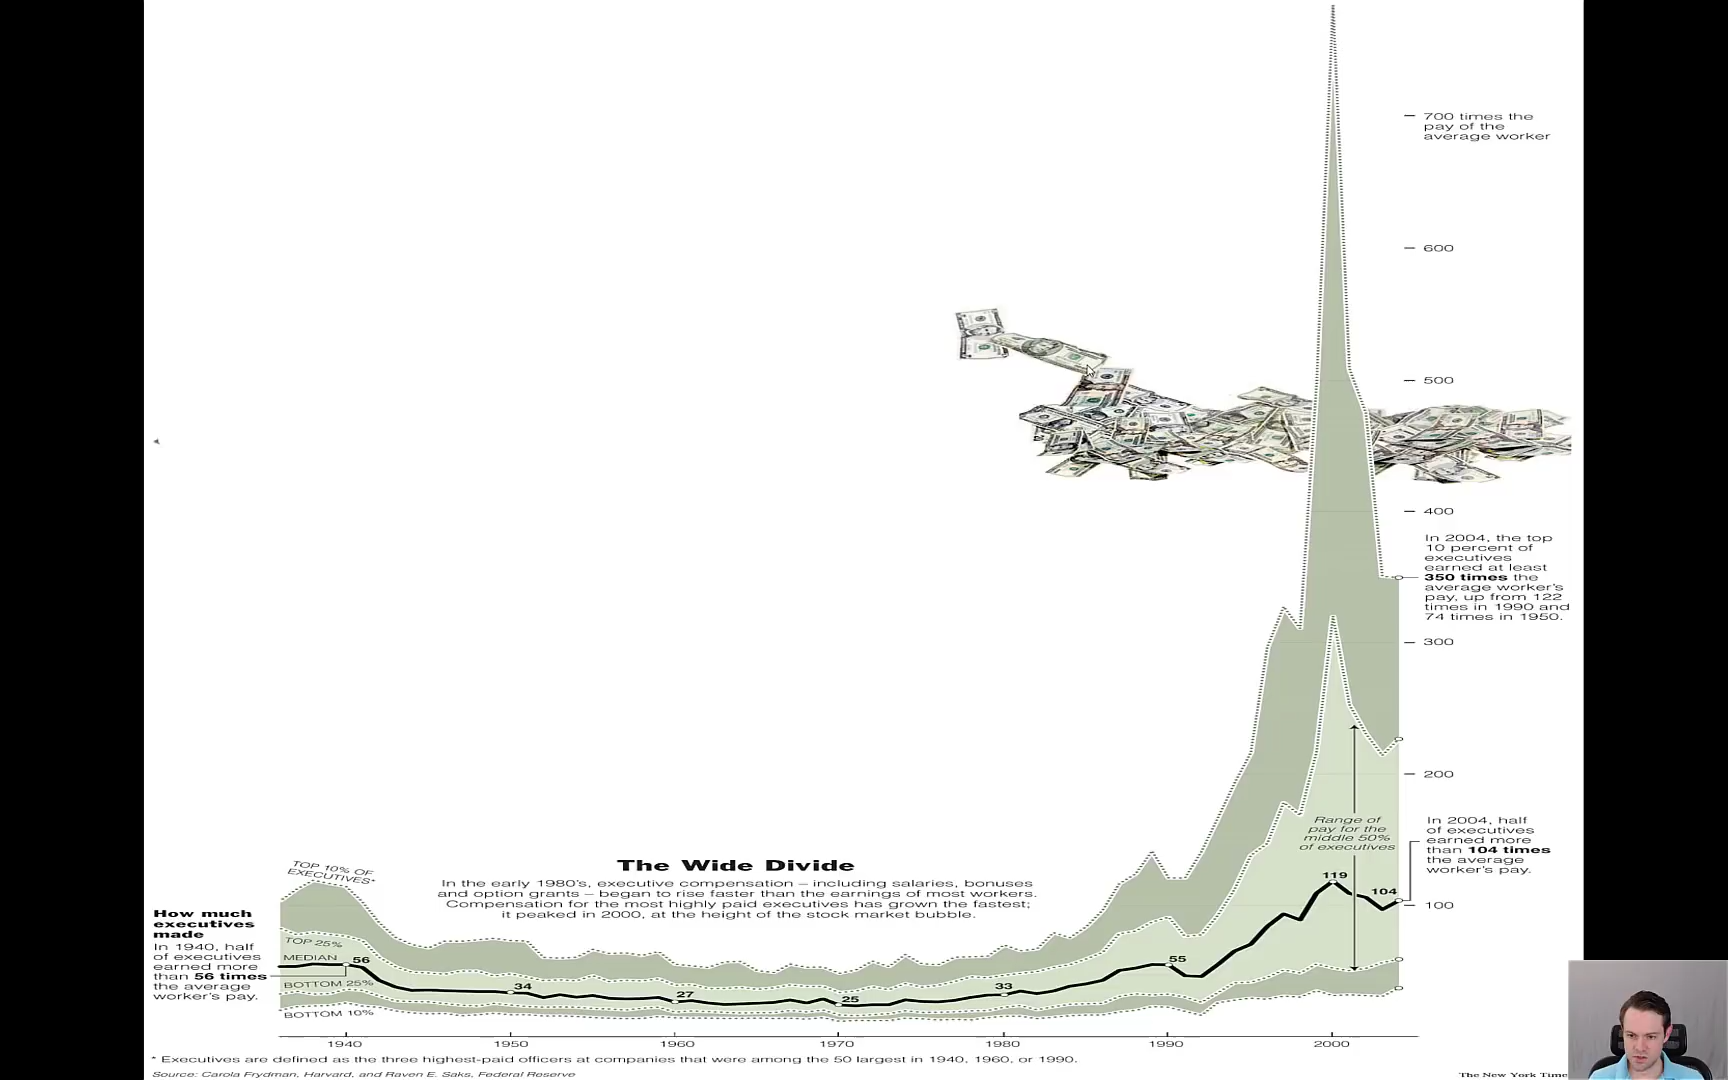 700 times the
pay of the
average worker
600
500
400
In 2004, the top
10 percent of
executives
earned at least
350 times the
average worker's
pay, up from 122
times in 1990 and
74 times in 1950.
300
200
Range of
pay for the
middle 50%
of executives
In 2004, half
of executives
earned more
than 104 times
the average
worker's pay.
119
104
100
The Wide Divide
In the early 1980's, executive compensation – including salaries, bonuses
and option grants – began to rise faster than the earnings of most workers.
Compensation for the most highly paid executives has grown the fastest;
it peaked in 2000, at the height of the stock market bubble.
TOP 10% OF
EXECUTIVES*
How much
executives
made
In 1940, half
of executives
earned more
than 56 times
the average
worker's pay.
TOP 25%
MEDIAN
56
BOTTOM 25%
BOTTOM 10%
34
27
25
33
55
1940
1950
1960
1970
1980
1990
2000
* Executives are defined as the three highest-paid officers at companies that were among the 50 largest in 1940, 1960, or 1990.
Source: Carola Frydman, Harvard, and Raven E. Saks, Federal Reserve
The New York Time